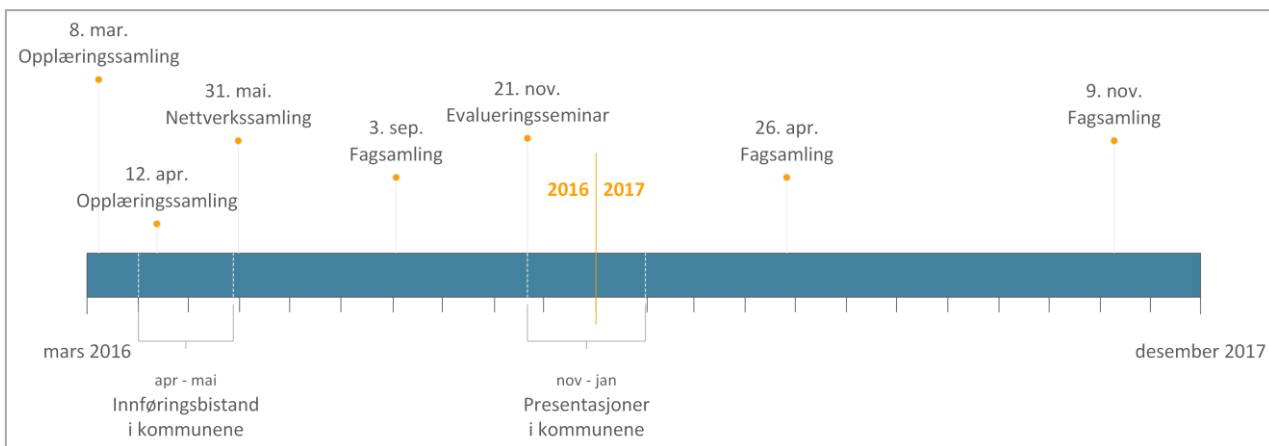 8. mar.
Opplæringssamling
12. apr.
Opplæringssamling
31. mai.
Nettverkssamling
3. sep.
Fagsamling
21. nov.
Evalueringsseminar
2016 2017
26. apr.
Fagsamling
9. nov.
Fagsamling
mars 2016
desember 2017
apr - mai
Innføringsbistand
i kommunene
nov - jan
Presentasjoner
i kommunene